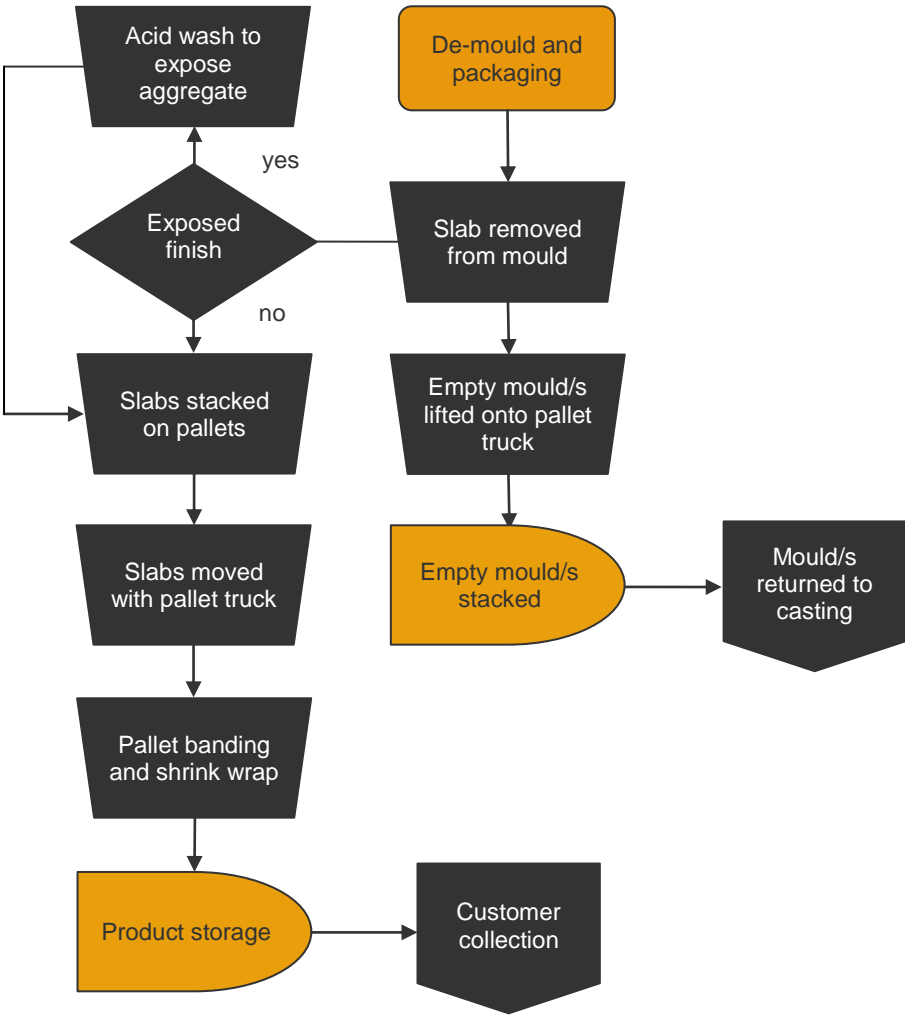 Acid wash to
expose
aggregate
De-mould and
packaging
yes
Exposed
finish
Slab removed
from mould
no
Slabs stacked
on pallets
Empty mould/s
lifted onto pallet
truck
Slabs moved
with pallet truck
Empty mould/s
stacked
Mould/s
returned to
casting
Pallet banding
and shrink wrap
Product storage
Customer
collection